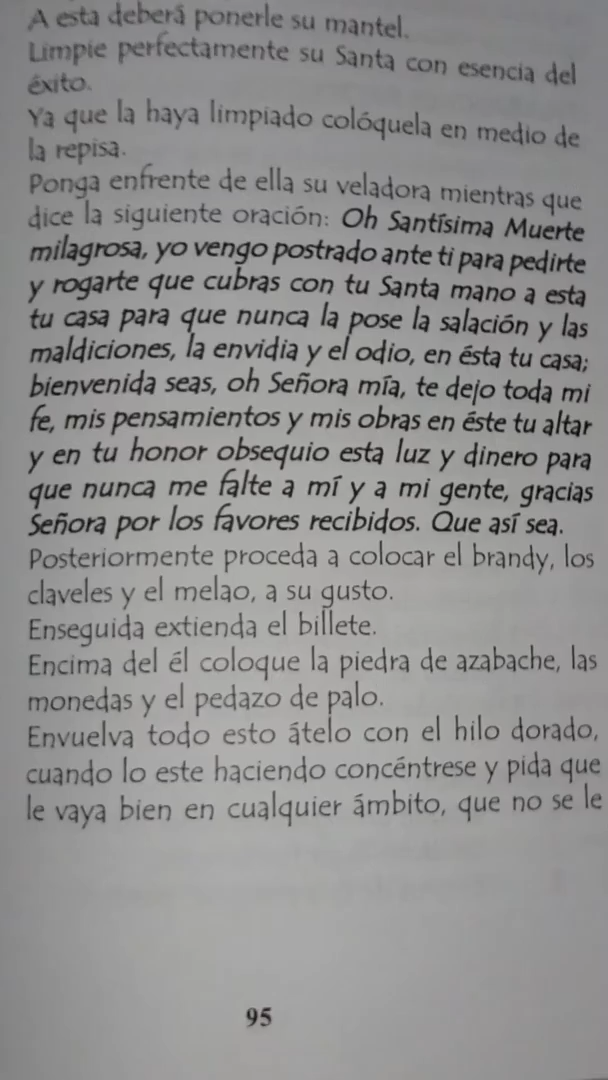 A esta deberá ponerle su mantel.
Limpie perfectamente su Santa con esencia del
éxito.
Ya que la haya limpiado colóquela en medio de
la repisa.
Ponga enfrente de ella su veladora mientras que
dice la siguiente oración: Oh Santísima Muerte
milagrosa, yo vengo postrado ante ti para pedirte
y rogarte que cubras con tu Santa mano a esta
tu casa para que nunca la pose la salación y las
maldiciones, la envidia y el odio, en ésta tu casa;
bienvenida seas, oh Señora mía, te dejo toda mi
fe, mis pensamientos y mis obras en éste tu altar
y en tu honor obsequio esta luz y dinero para
que nunca me falte a mí y a mi gente, gracias
Señora por los favores recibidos. Que así sea.
Posteriormente proceda a colocar el brandy, los
claveles y el melao, a su gusto.
Enseguida extienda el billete.
Encima del él coloque la piedra de azabache, las
monedas y el pedazo de palo.
Envuelva todo esto átelo con el hilo dorado,
cuando lo este haciendo concéntrese y pida que
le vaya bien en cualquier ámbito, que no se le
95